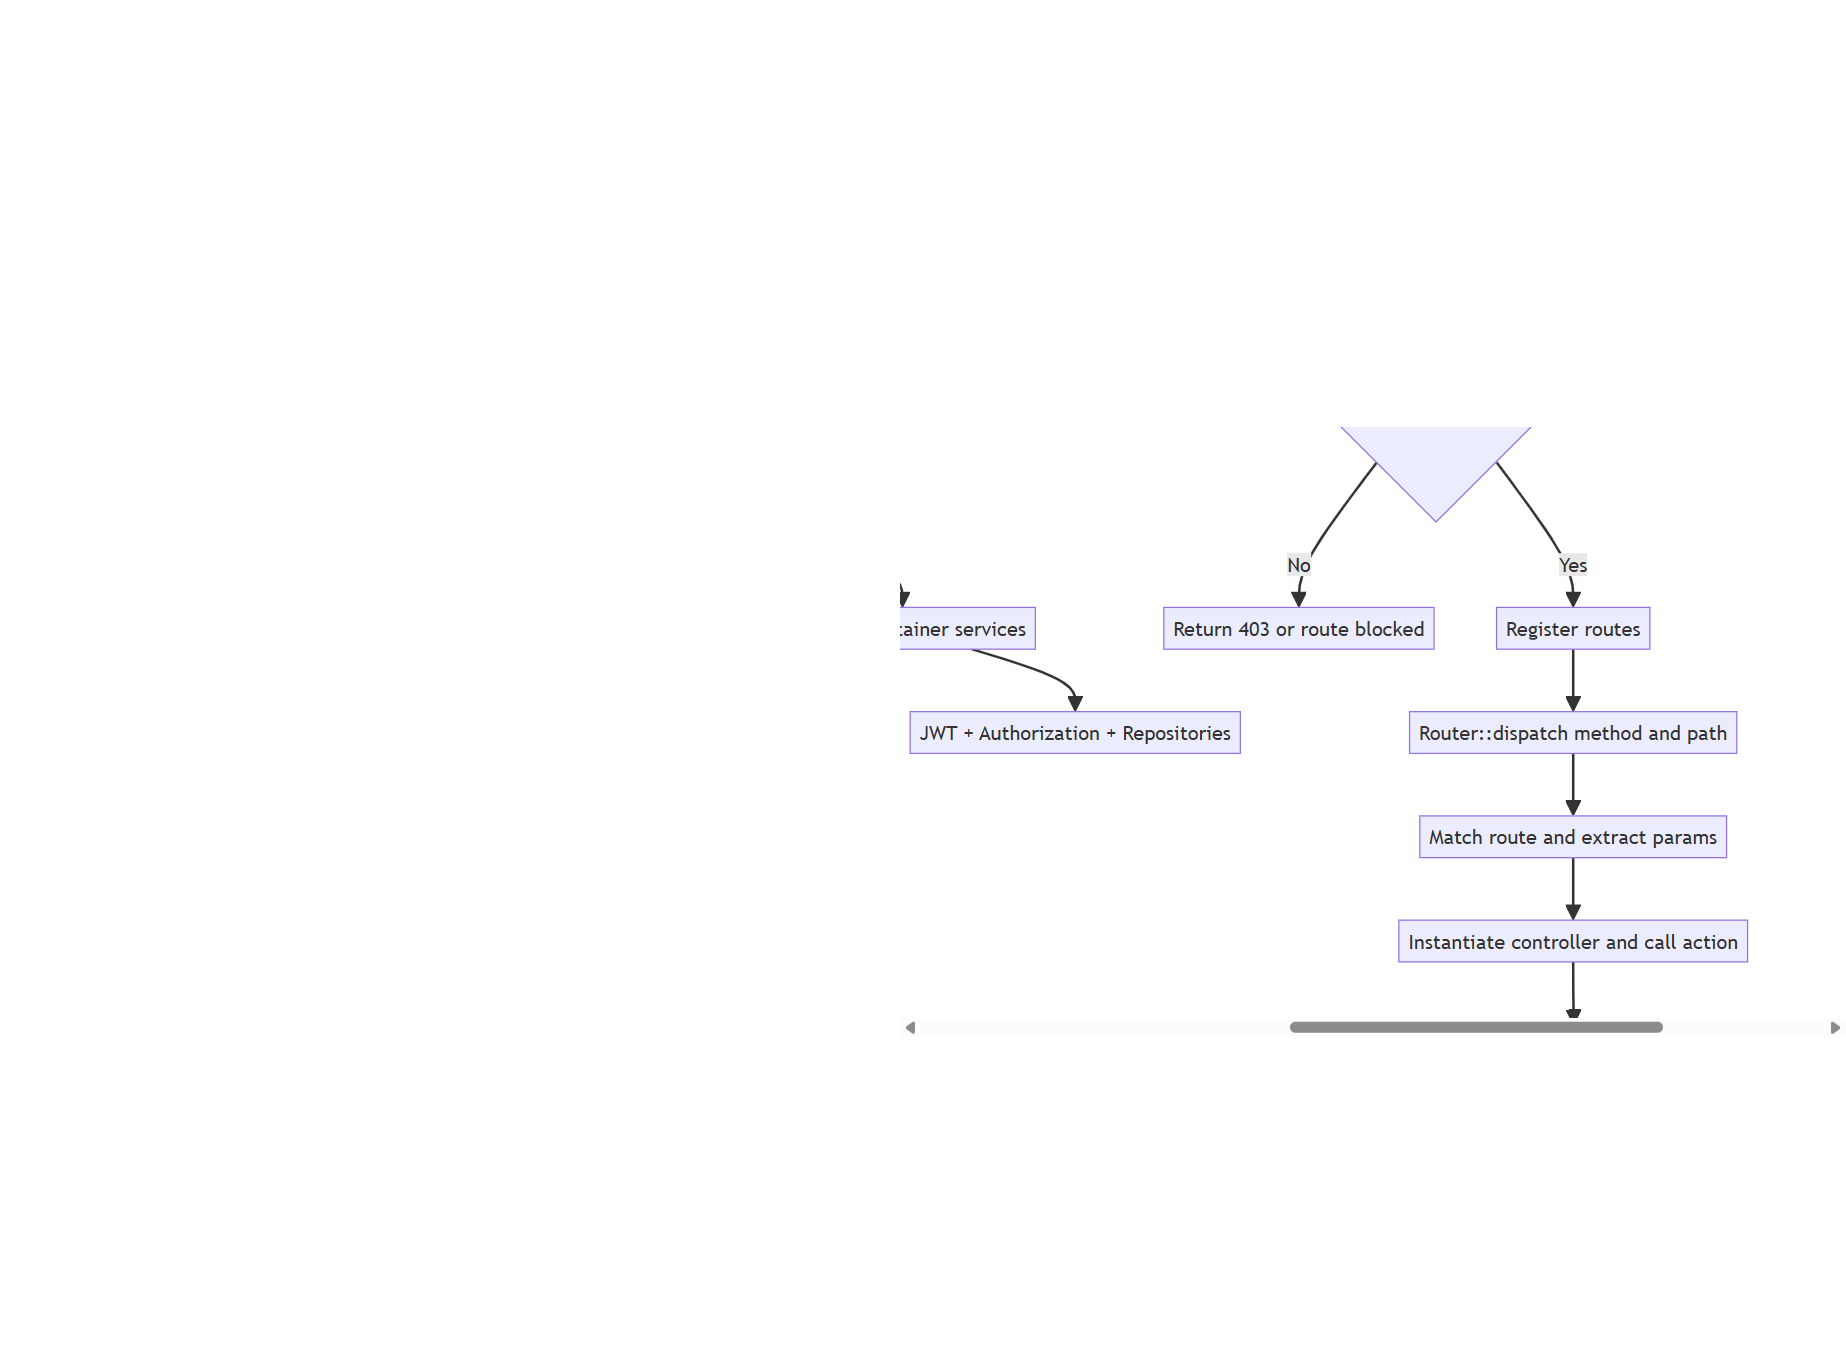 No
Yes
services
Return 403 or route blocked
Register routes
JWT + Authorization + Repositories
Router::dispatch method and path
Match route and extract params
Instantiate controller and call action